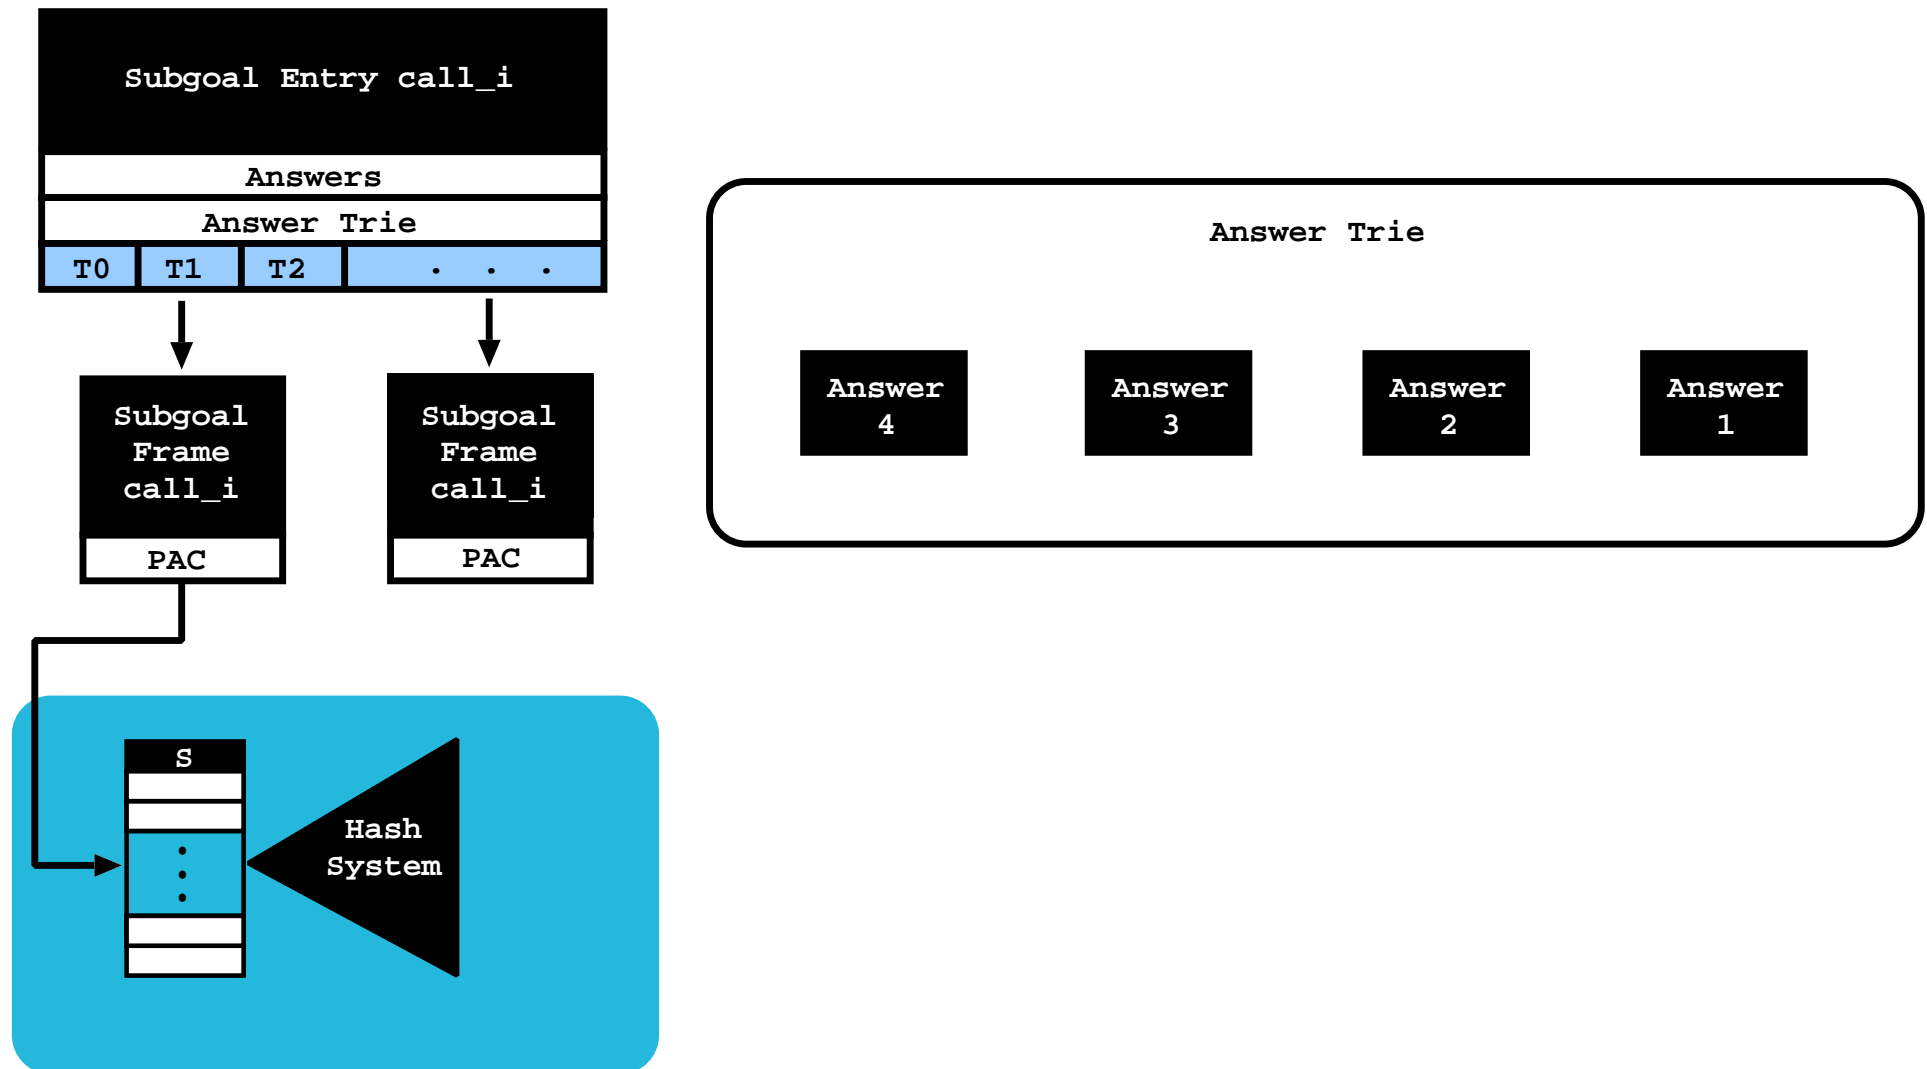 Subgoal Entry call_i
Answers
Answer Trie
T0 T1 T2 . . .
Subgoal
Frame
call_i
PAC
Subgoal
Frame
call_i
PAC
Answer Trie
Answer
4
Answer
3
Answer
2
Answer
1
S
Hash
System